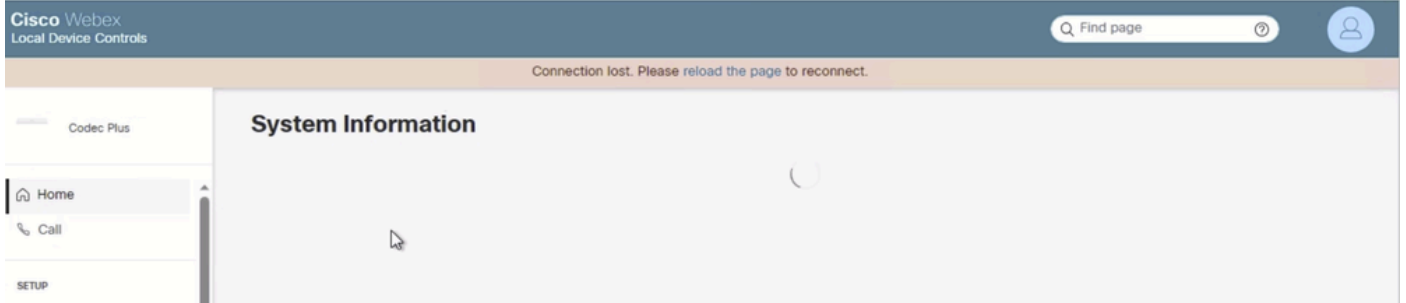 Cisco Webex
Local Device Controls
Find page
Connection lost. Please reload the page to reconnect.
Codec Plus
System Information
Home
Call
SETUP